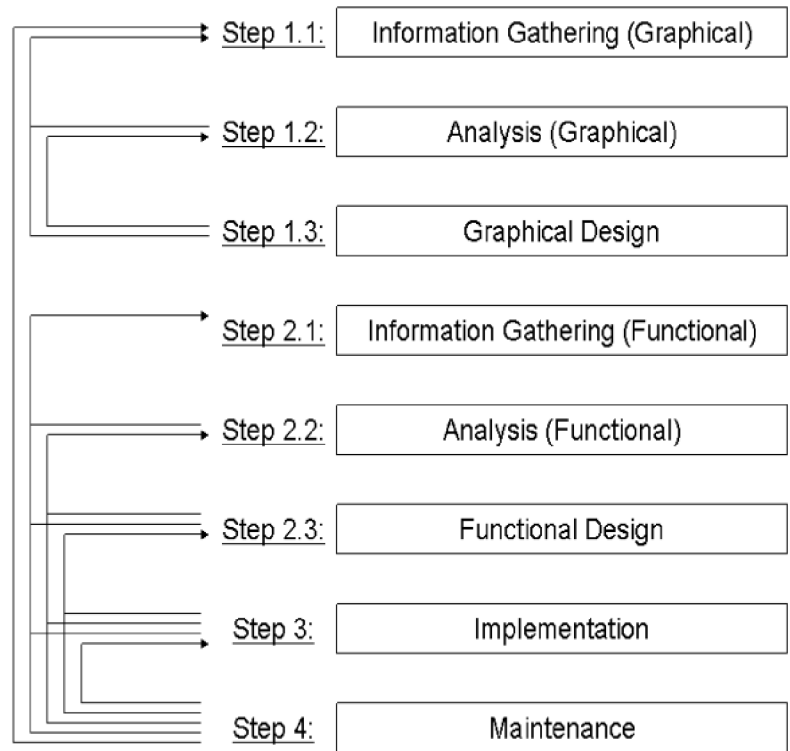 Step 1.1: Information Gathering (Graphical)
Step 1.2: Analysis (Graphical)
Step 1.3: Graphical Design
Step 2.1: Information Gathering (Functional)
Step 2.2: Analysis (Functional)
Step 2.3: Functional Design
Step 3: Implementation
Step 4: Maintenance